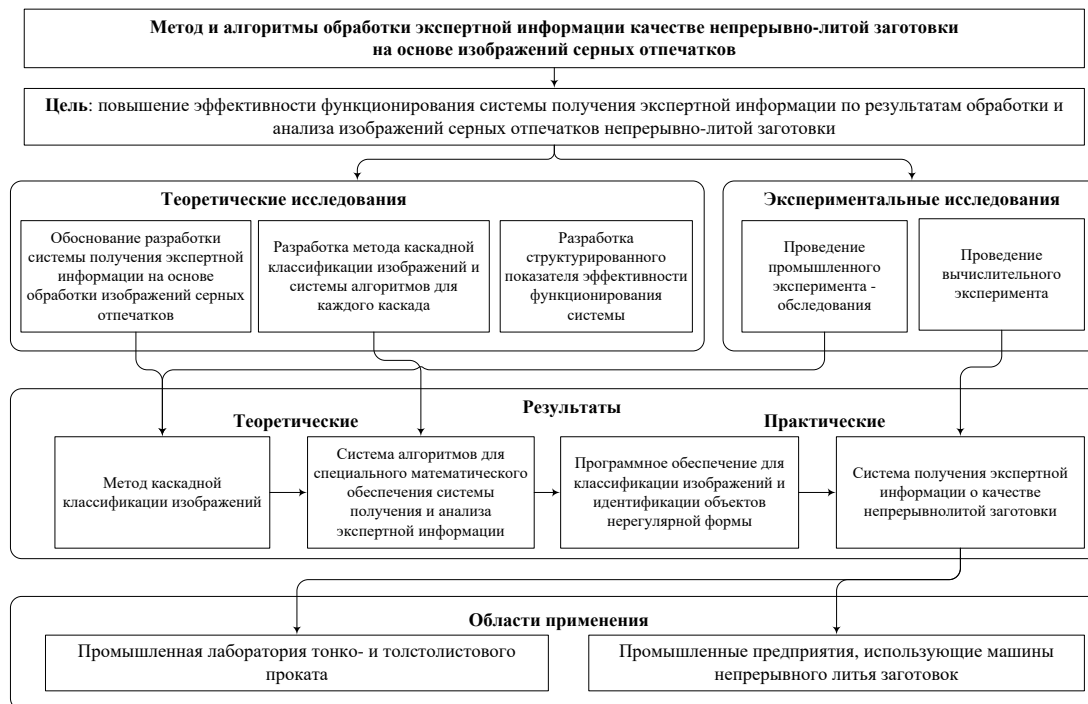 Метод и алгоритмы обработки экспертной информации качестве непрерывно-литой заготовки
на основе изображений серных отпечатков
Цель: повышение эффективности функционирования системы получения экспертной информации по результатам обработки и
анализа изображений серных отпечатков непрерывно-литой заготовки
Теоретические исследования
Обоснование разработки
системы получения экспертной
информации на основе
обработки изображений серных
отпечатков
Разработка метода каскадной
классификации изображений и
системы алгоритмов для
каждого каскада
Разработка
структурированного
показателя эффективности
функционирования
системы
Экспериментальные исследования
Проведение
промышленного
эксперимента -
обследования
Проведение
вычислительного
эксперимента
Результаты
Теоретические
Практические
Метод каскадной
классификации изображений
Система алгоритмов для
специального математического
обеспечения системы
получения и анализа
экспертной информации
Программное обеспечение для
классификации изображений и
идентификации объектов
нерегулярной формы
Система получения экспертной
информации о качестве
непрерывнолитой заготовки
Области применения
Промышленная лаборатория тонко- и толстолистового
проката
Промышленные предприятия, использующие машины
непрерывного литья заготовок